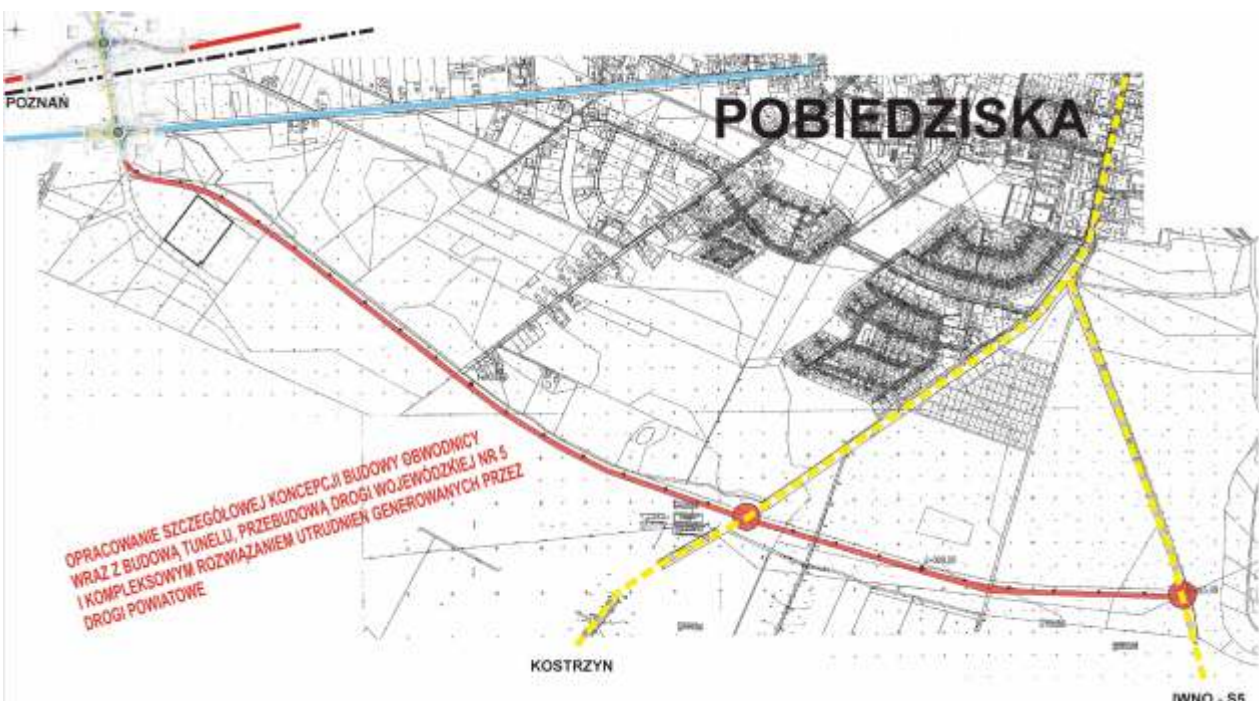 POZNAŃ
POBIEDZISKA
OPRACOWANIE SZCZEGÓŁOWEJ KONCEPCJI BUDOWY OBWODNICY
WRAZ Z BUDOWĄ TUNELU, PRZEBUDOWĄ DROGI WOJEWÓDZKIEJ NR 5
I KOMPLEKSOWYM ROZWIĄZANIEM UTRUDNIEŃ GENEROWANYCH PRZEZ
DROGI POWIATOWE
KOSTRZYN
IWNO - S5